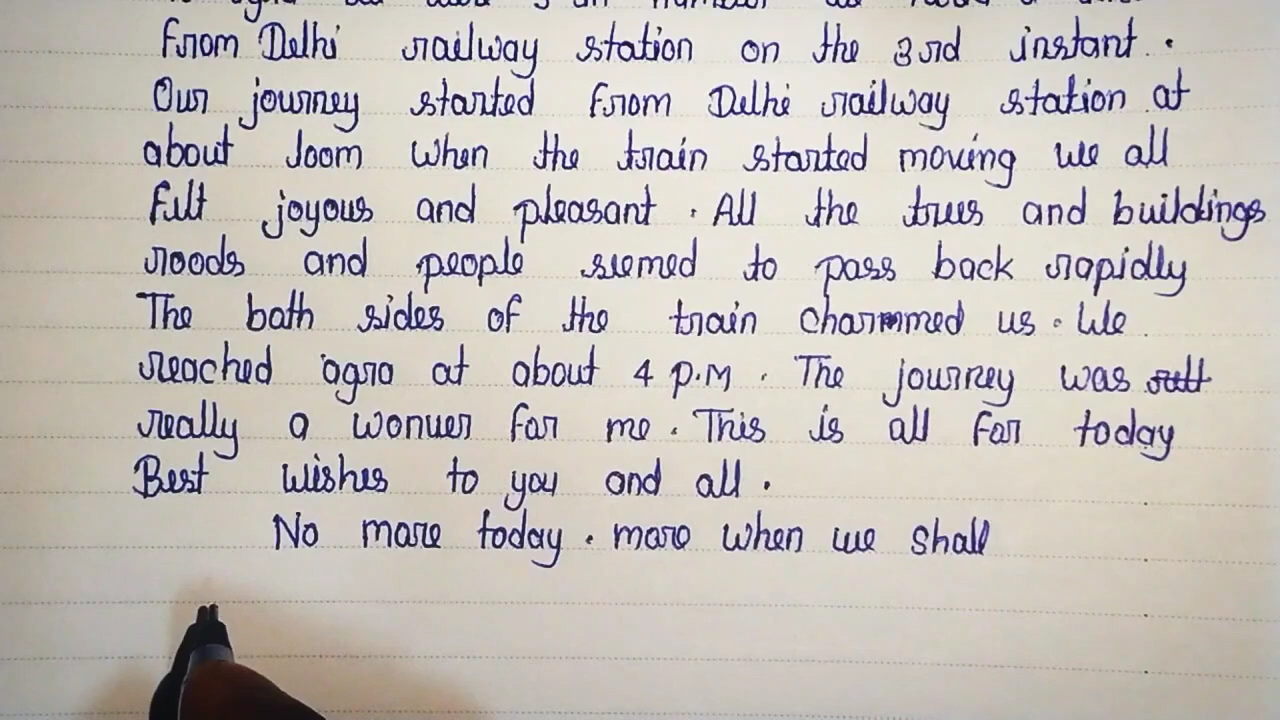 from Delhi railway station on the 3rd instant.
Our journey started from Delhi railway station at
about when the train started moving we all
felt joyous and pleasant. All the trees and buildings
roods and people seemed to pass back rapidly
The both sides of the train charmmed us. We
reached agra at about 4 p.m. The journey was
really a wonuer for me. This is all for today
Best wishes to you and all.
No more today. more when we shall